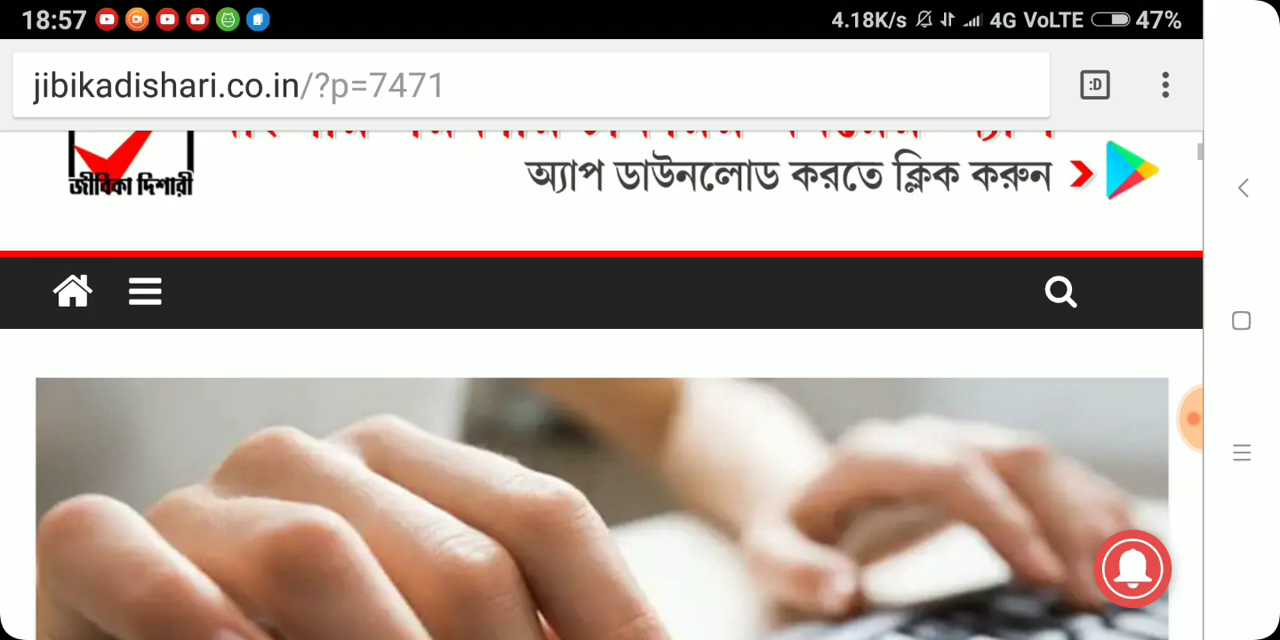 18:57
4.18K/s 4G VoLTE 47%
jibikadishari.co.in/?p=7471
:D
জীবিকা দিশারী
অ্যাপ ডাউনলোড করতে ক্লিক করুন